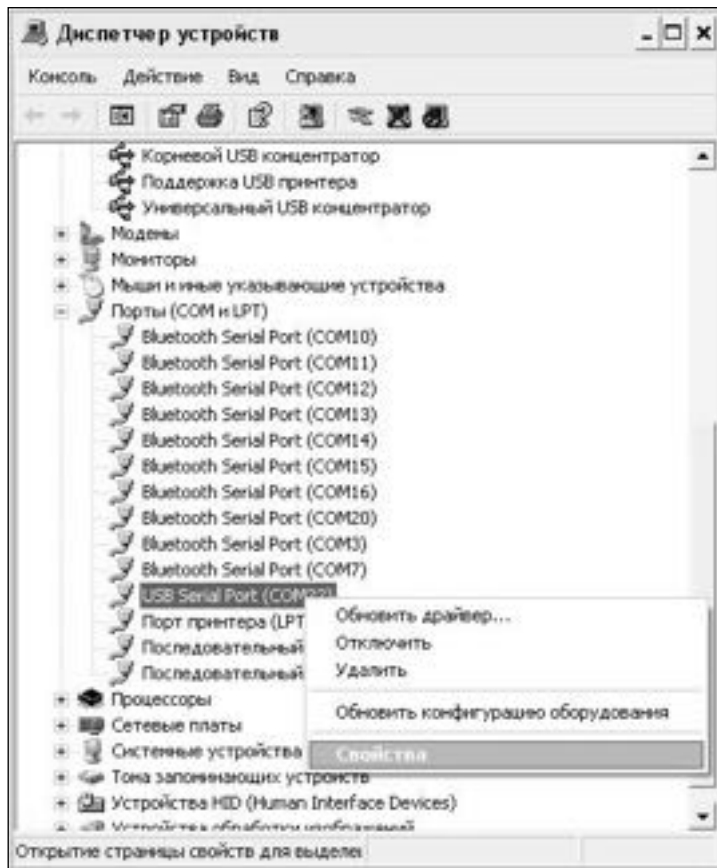 Диспетчер устройств
Консоль Действие Вид Справка
Корневой USB концентратор
Поддержка USB принтера
Универсальный USB концентратор
Модемы
Мониторы
Мыши и иные указывающие устройства
Порты (COM и LPT)
Bluetooth Serial Port (COM10)
Bluetooth Serial Port (COM11)
Bluetooth Serial Port (COM12)
Bluetooth Serial Port (COM13)
Bluetooth Serial Port (COM14)
Bluetooth Serial Port (COM15)
Bluetooth Serial Port (COM16)
Bluetooth Serial Port (COM20)
Bluetooth Serial Port (COM3)
Bluetooth Serial Port (COM7)
USB Serial Port
Обновить драйвер...
Порт принтера (LPT
Отключить
Последовательный
Удалить
Последовательный
Процессоры
Обновить конфигурацию оборудования
Сетевые платы
Системные устройства
Свойства
Тома запоминающих устройств
Устройства HID (Human Interface Devices)
Устройства обработки изображений
Открытие страницы свойств для выделен